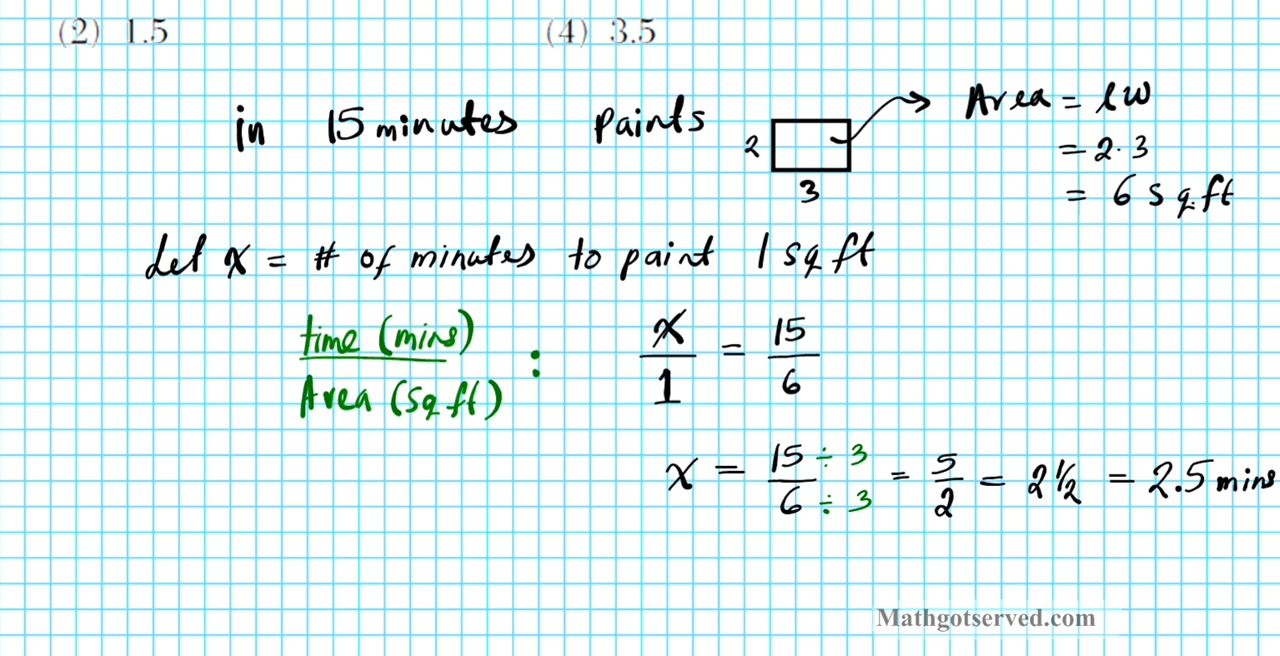 (2) 1.5 (4) 3.5
in 15 minutes paints 2 3 Area = lw
= 2·3
= 6 sq.ft
Let x = # of minutes to paint 1 sq ft
time (mins) / Area (sq ft) : x/1 = 15/6
x = 15 ÷ 3 / 6 ÷ 3 = 5/2 = 2 1/2 = 2.5 mins
Mathgotserved.com